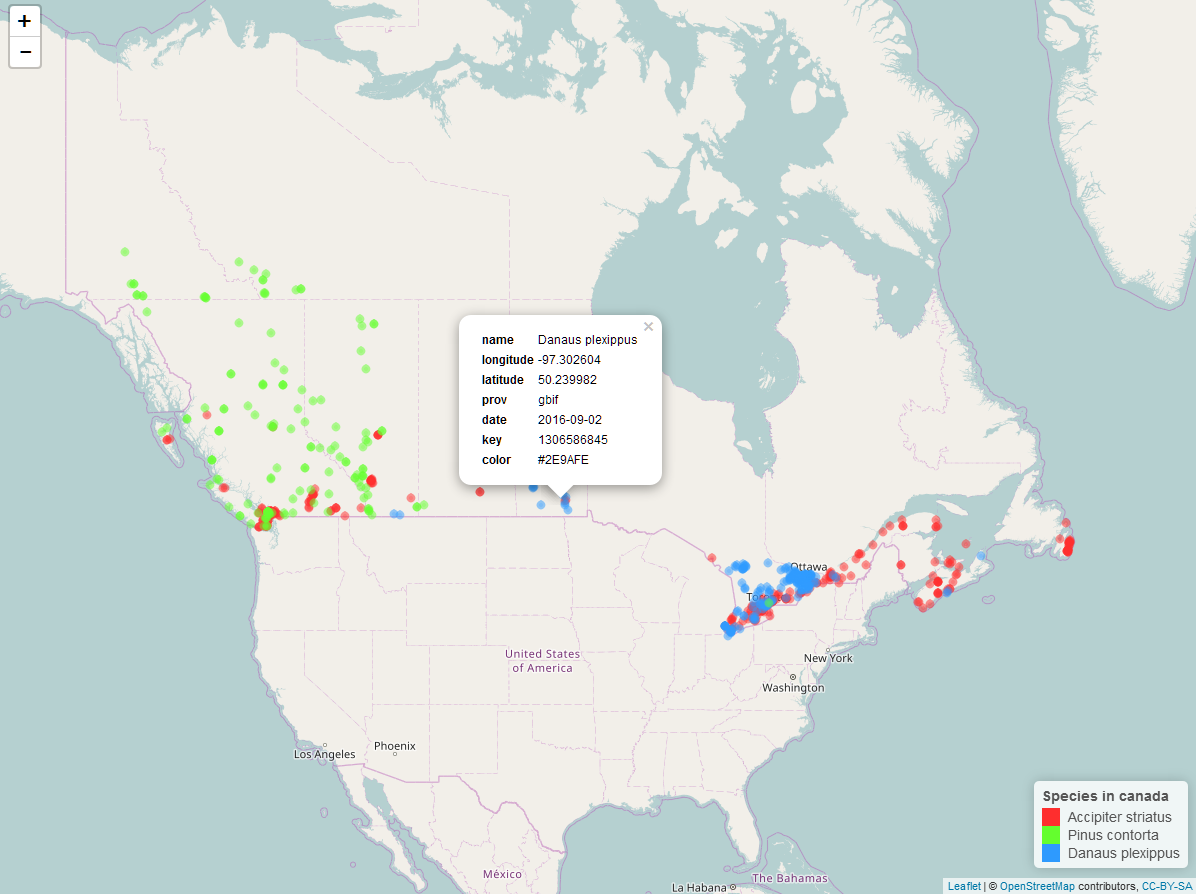 +
−
×
name Danaus plexippus
longitude -97.302604
latitude 50.239982
prov gbif
date 2016-09-02
key 1306586845
color #2E9AFE
Ottawa
United States
of America
New York
Washington
Los Angeles
Phoenix
México
La Habana
The Bahamas
Species in canada
Accipiter striatus
Pinus contorta
Danaus plexippus
Leaflet | © OpenStreetMap contributors, CC-BY-SA